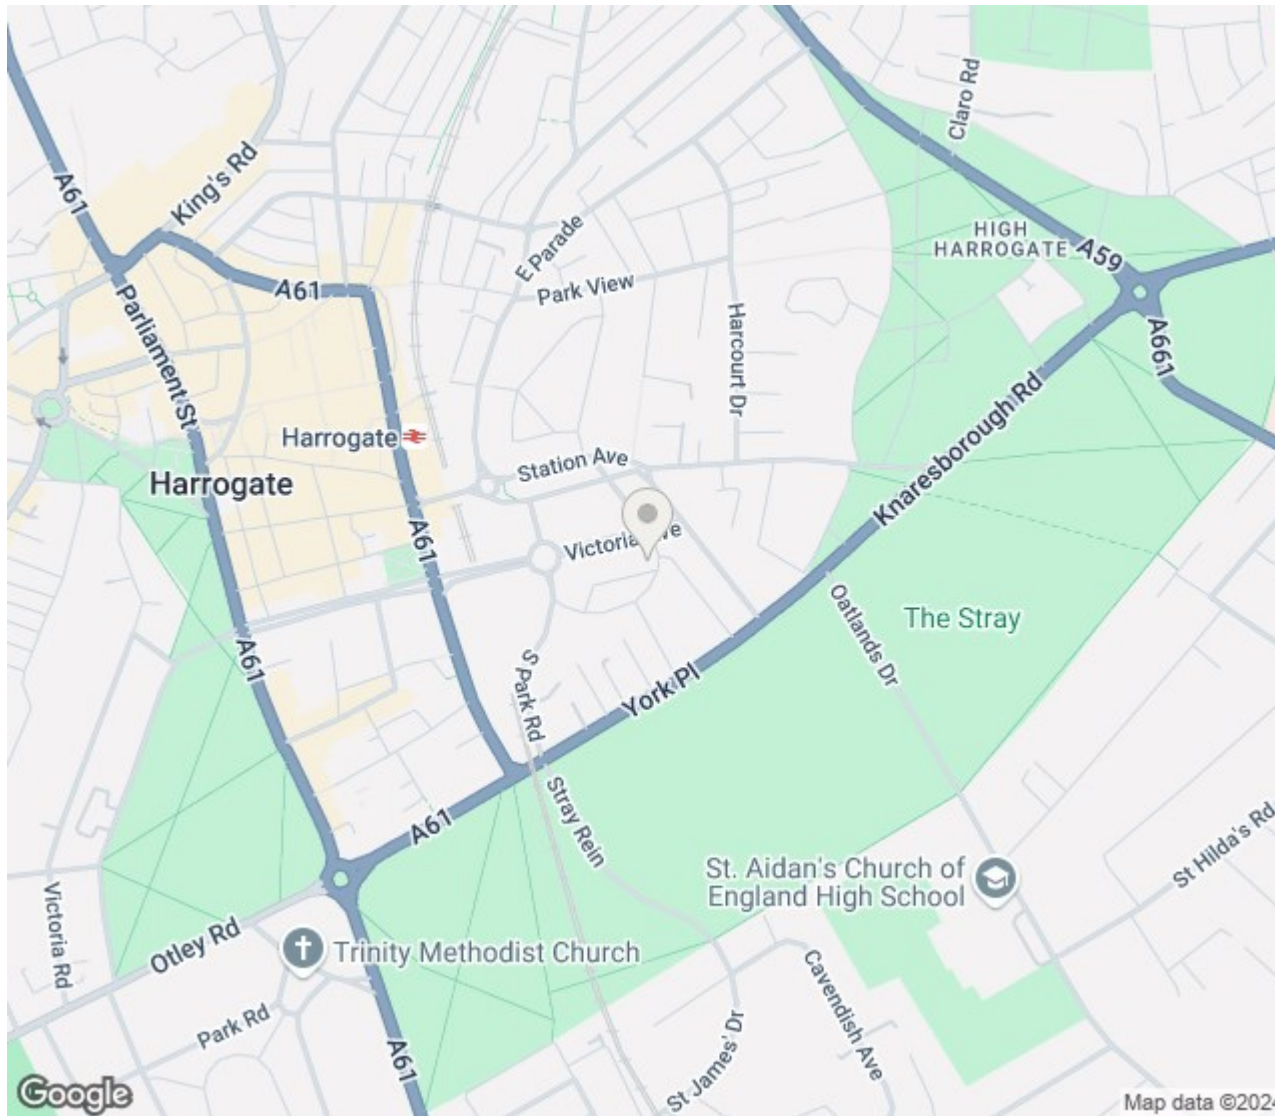 Claro Rd
King's Rd
A61
HIGH
HARROGATE
A59
E Parade
Park View
A61
Parliament St
Harcourt Dr
A661
Knaresborough Rd
Harrogate
Station Ave
Harrogate
A61
Victoria Ave
Oatlands Dr
The Stray
A61
S Park Rd
York Pl
A61
Stray Rein
St. Aidan's Church of
England High School
St Hilda's Rd
Victoria Rd
Otley Rd
Trinity Methodist Church
Cavendish Ave
Park Rd
A61
St James' Dr
Google
Map data ©2024